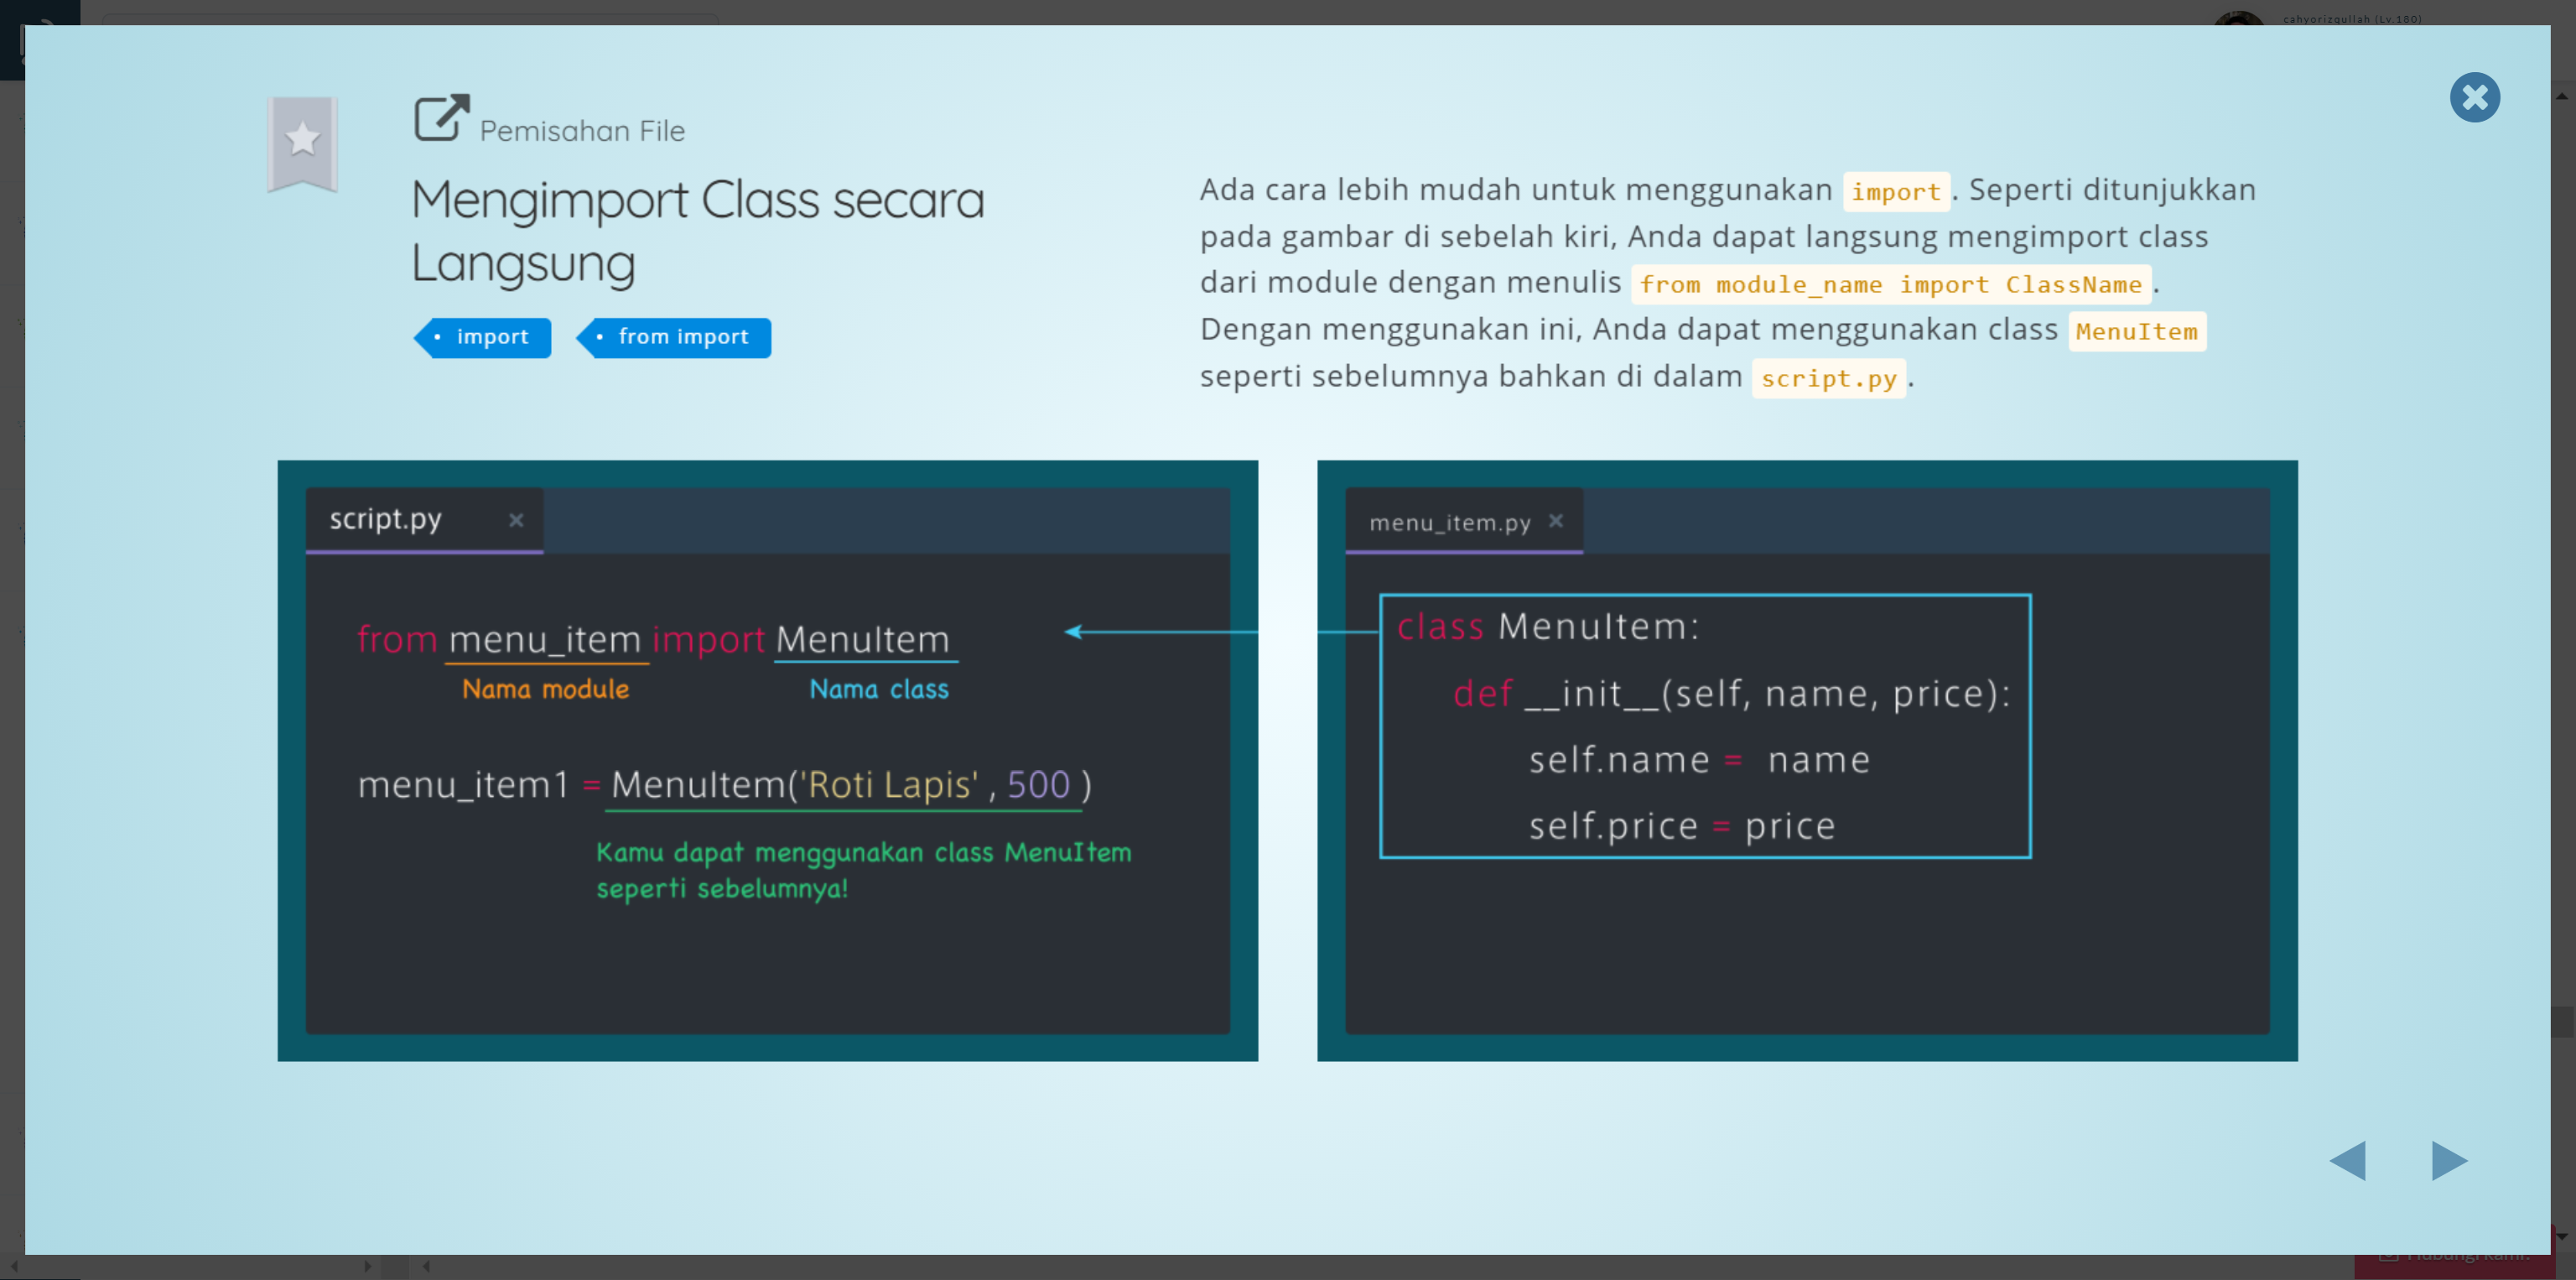 cahyorizqullah (Lv.180)
Pemisahan File
Mengimport Class secara
Langsung
import
from import
Ada cara lebih mudah untuk menggunakan import. Seperti ditunjukkan
pada gambar di sebelah kiri, Anda dapat langsung mengimport class
dari module dengan menulis from module_name import ClassName.
Dengan menggunakan ini, Anda dapat menggunakan class MenuItem
seperti sebelumnya bahkan di dalam script.py.
script.py
from menu_item import MenuItem
Nama module
Nama class
menu_item1 = MenuItem('Roti Lapis', 500 )
Kamu dapat menggunakan class MenuItem
seperti sebelumnya!
menu_item.py
class MenuItem:
def __init__(self, name, price):
self.name = name
self.price = price